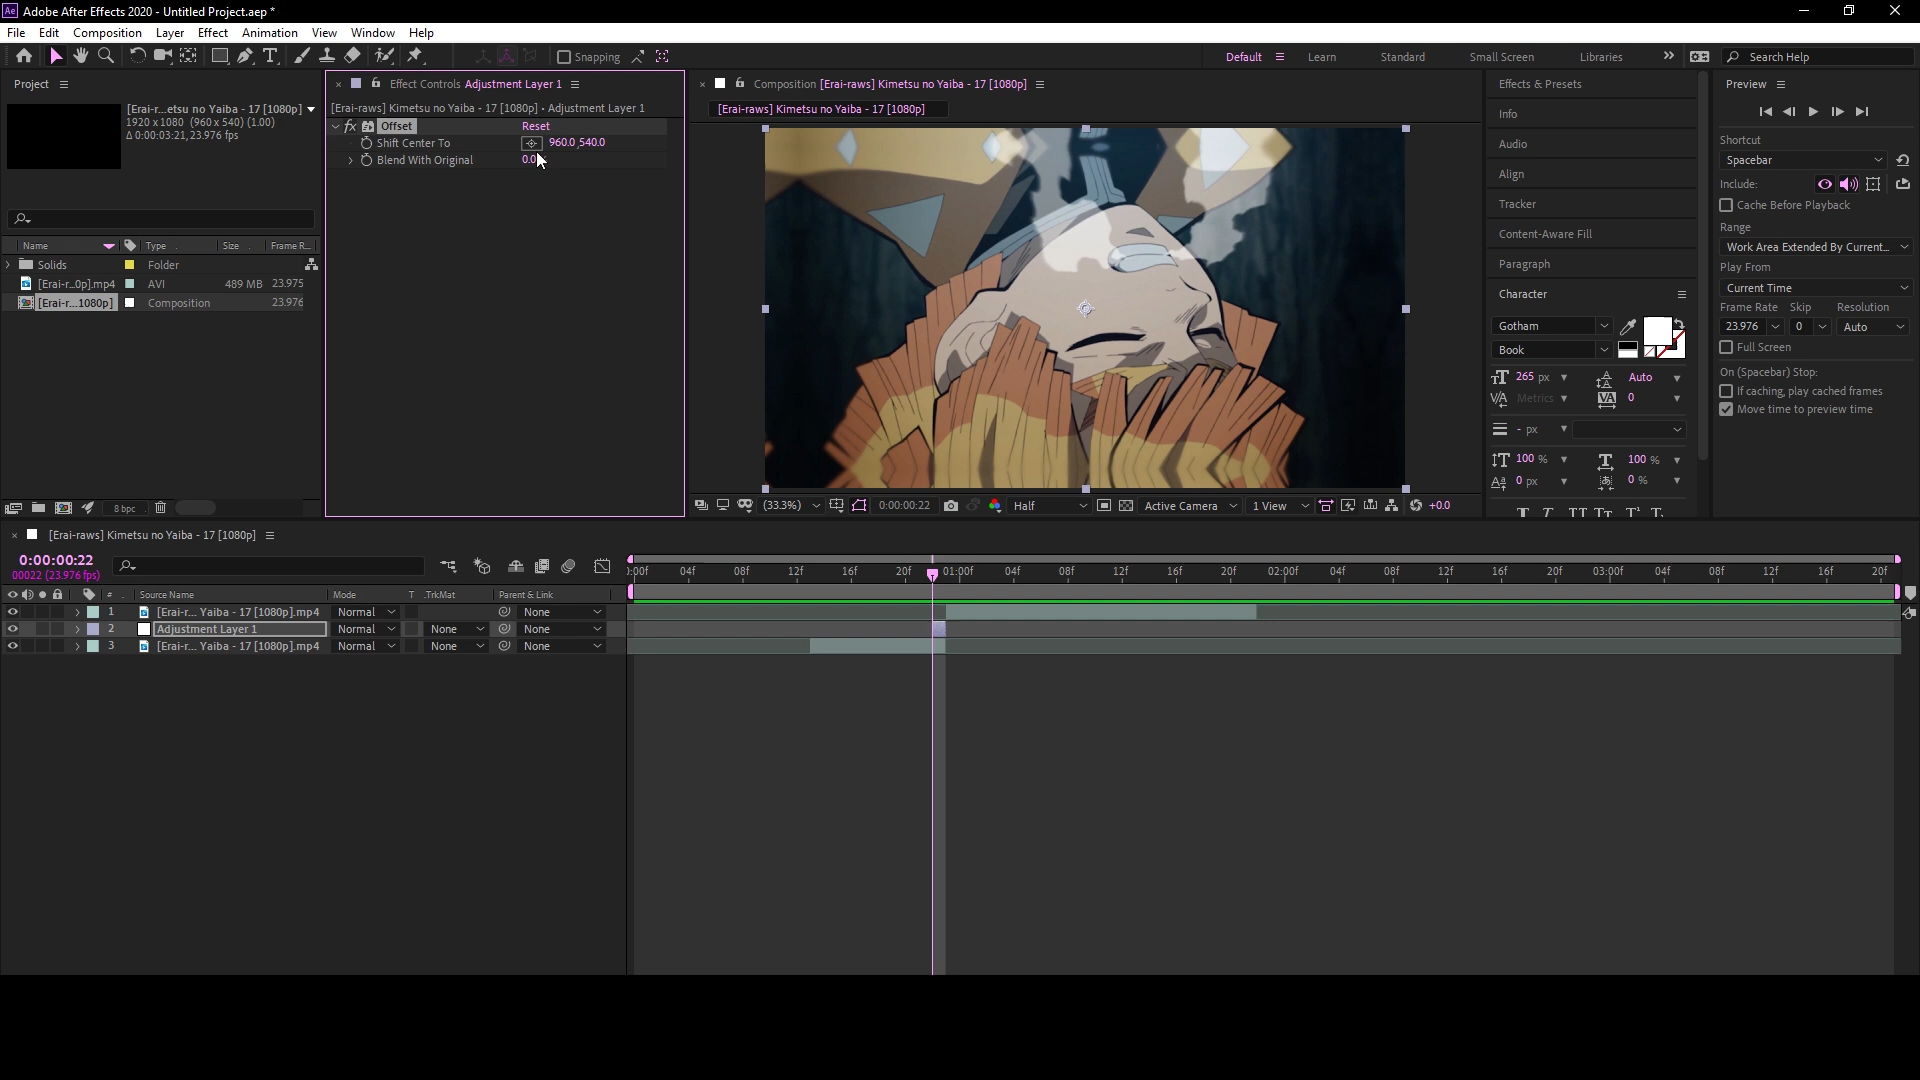 Adobe After Effects 2020 - Untitled Project.aep *
File Edit Composition Layer Effect Animation View Window Help
Snapping
Default Learn Standard Small Screen Libraries Search Help
Project
[Erai-r...etsu no Yaiba - 17 [1080p]
1920 x 1080 (960 x 540) (1.00)
Δ 0:00:03:21, 23.976 fps
Name Type Size Frame R...
Solids Folder
[Erai-r...0p].mp4 AVI 489 MB 23.975
[Erai-r...1080p] Composition 23.976
8 bpc
Effect Controls Adjustment Layer 1
[Erai-raws] Kimetsu no Yaiba - 17 [1080p] • Adjustment Layer 1
fx Offset Reset
Shift Center To 960.0,540.0
Blend With Original 0.0
Composition [Erai-raws] Kimetsu no Yaiba - 17 [1080p]
[Erai-raws] Kimetsu no Yaiba - 17 [1080p]
(33.3%) 0:00:00:22 Half Active Camera 1 View +0.0
Effects & Presets
Info
Audio
Align
Tracker
Content-Aware Fill
Paragraph
Character
Gotham
Book
265 px Auto
Metrics 0
- px
100 % 100 %
0 px 0 %
Preview
Shortcut
Spacebar
Include:
Cache Before Playback
Range
Work Area Extended By Current...
Play From
Current Time
Frame Rate Skip Resolution
23.976 0 Auto
Full Screen
On (Spacebar) Stop:
If caching, play cached frames
Move time to preview time
[Erai-raws] Kimetsu no Yaiba - 17 [1080p]
0:00:00:22
00022 (23.976 fps)
# Source Name Mode T .TrkMat Parent & Link
1 [Erai-r... Yaiba - 17 [1080p].mp4 Normal None
2 Adjustment Layer 1 Normal None None
3 [Erai-r... Yaiba - 17 [1080p].mp4 Normal None None
):00f 04f 08f 12f 16f 20f 01:00f 04f 08f 12f 16f 20f 02:00f 04f 08f 12f 16f 20f 03:00f 04f 08f 12f 16f 20f